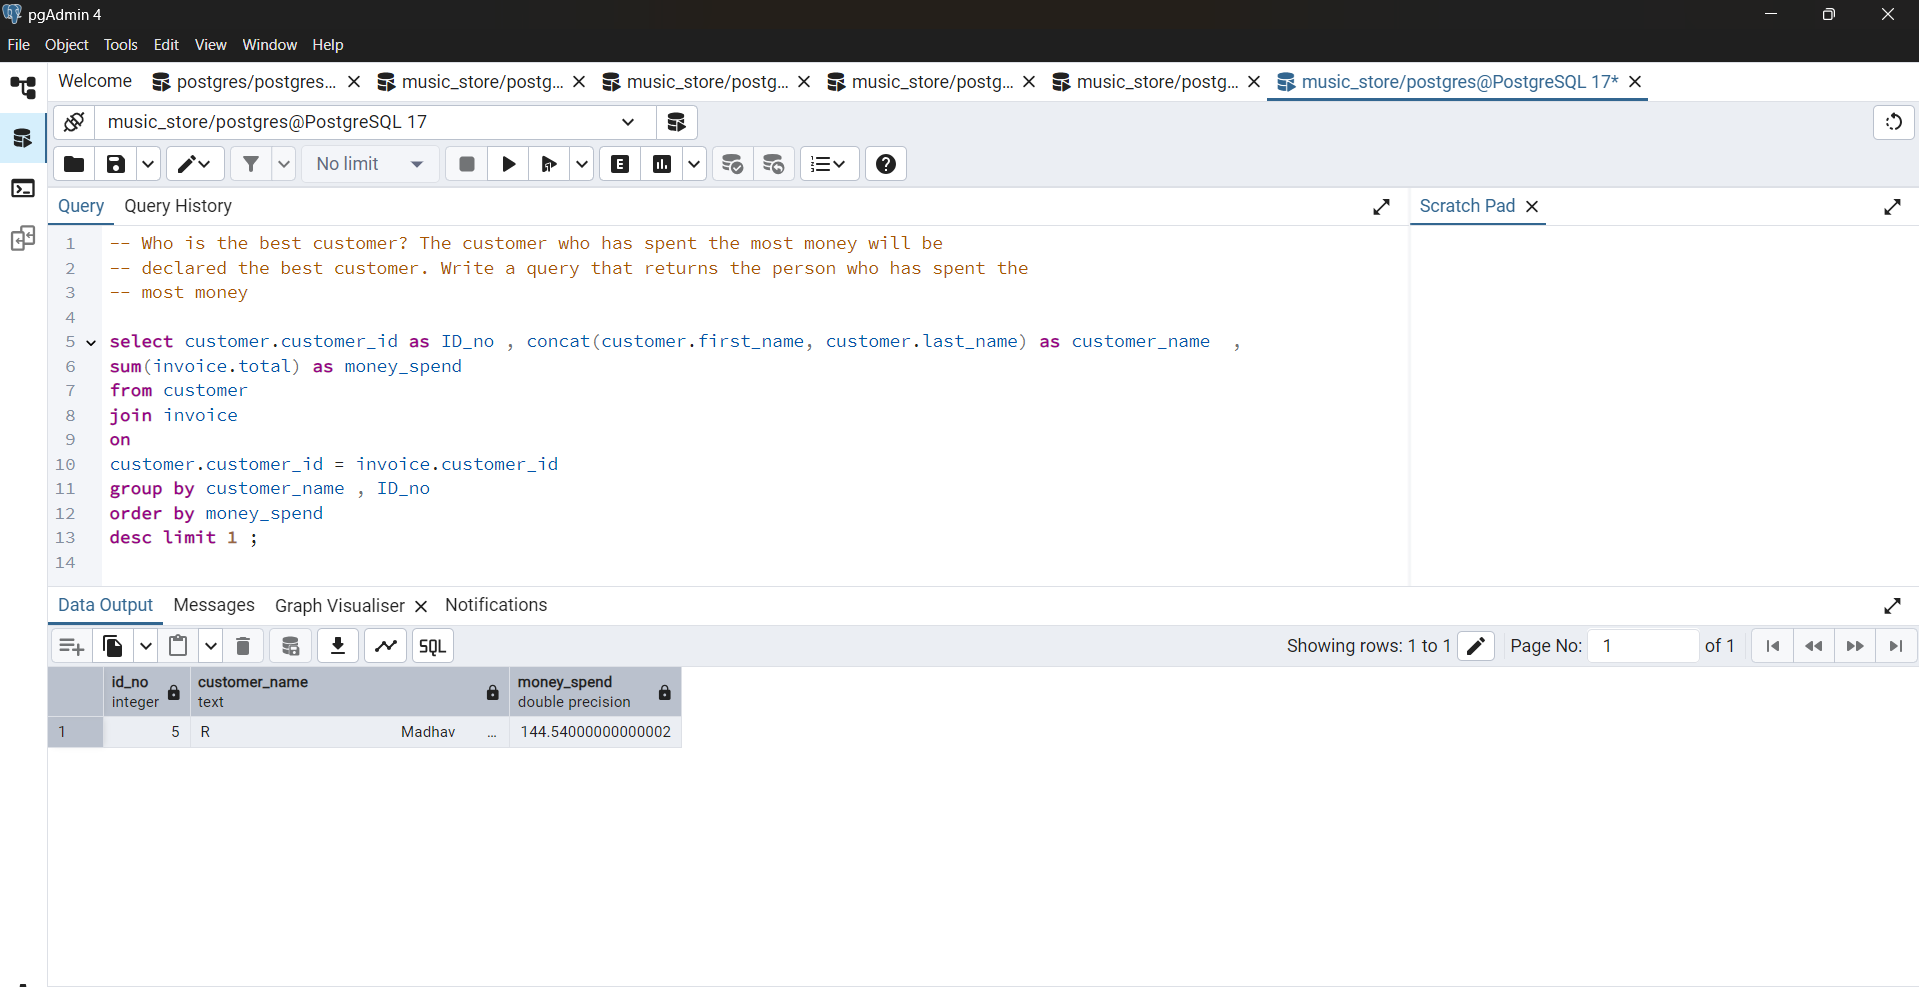 pgAdmin 4
File Object Tools Edit View Window Help
Welcome postgres/postgres... music_store/postg... music_store/postg... music_store/postg... music_store/postg... music_store/postgres@PostgreSQL 17*
music_store/postgres@PostgreSQL 17
No limit E
Query Query History Scratch Pad
1 -- Who is the best customer? The customer who has spent the most money will be
2 -- declared the best customer. Write a query that returns the person who has spent the
3 -- most money
4
5 select customer.customer_id as ID_no , concat(customer.first_name, customer.last_name) as customer_name ,
6 sum(invoice.total) as money_spend
7 from customer
8 join invoice
9 on
10 customer.customer_id = invoice.customer_id
11 group by customer_name , ID_no
12 order by money_spend
13 desc limit 1 ;
14
Data Output Messages Graph Visualiser Notifications
SQL Showing rows: 1 to 1 Page No: 1 of 1
id_no customer_name money_spend
integer text double precision
1 5 R Madhav ... 144.54000000000002